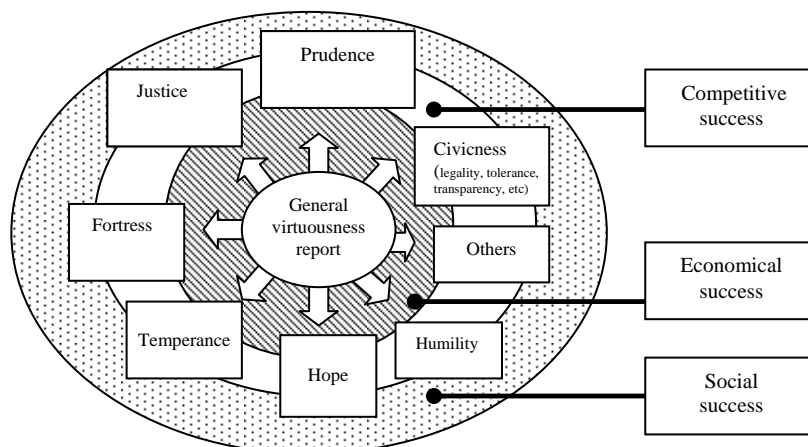 Prudence
Justice
Competitive
success
Civicness
(legality, tolerance,
transparency, etc)
General
virtuousness
report
Fortress
Others
Economical
success
Temperance
Humility
Hope
Social
success